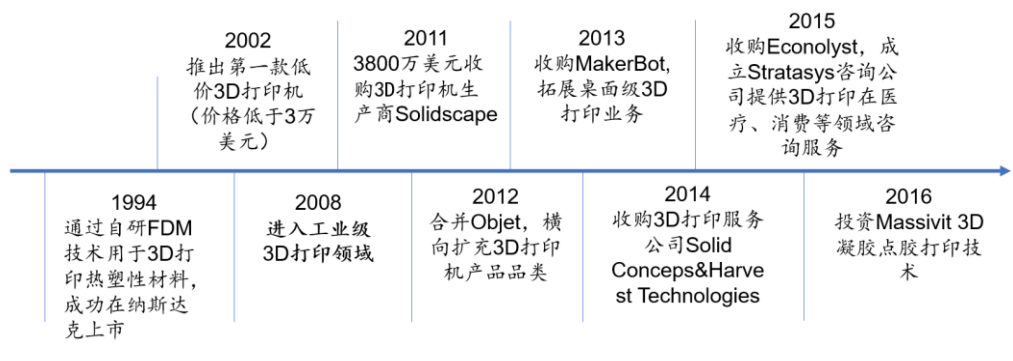 2002
推出第一款低
价3D打印机
（价格低于3万
美元）
2011
3800万美元收
购3D打印机生
产商Solidscape
2013
收购MakerBot,
拓展桌面级3D
打印业务
2015
收购Econolyst，成
立Stratasys咨询公
司提供3D打印在医
疗、消费等领域咨
询服务
1994
通过自研FDM
技术用于3D打
印热塑性材料，
成功在纳斯达
克上市
2008
进入工业级
3D打印领域
2012
合并Objet，横
向扩充3D打印
机产品品类
2014
收购3D打印服务
公司Solid
Conceps&Harve
st Technologies
2016
投资Massivit 3D
凝胶点胶打印技
术